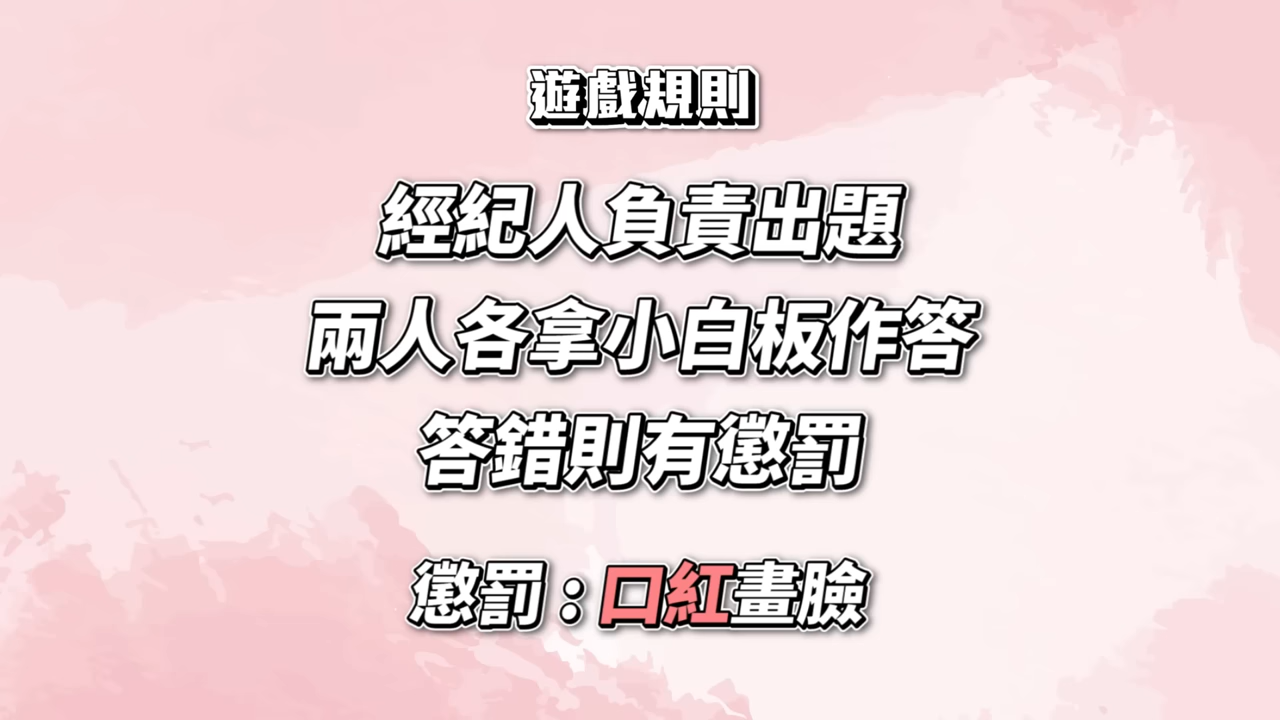 遊戲規則
經紀人負責出題
兩人各拿小白板作答
答錯則有懲罰
懲罰：口紅畫臉